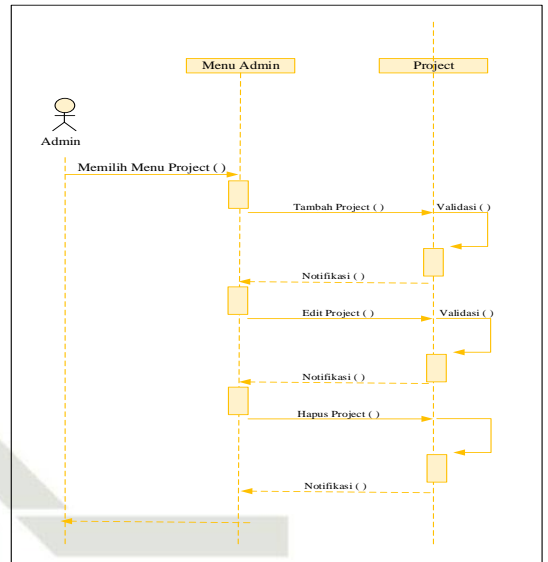 Menu Admin
Project
Admin
Memilih Menu Project ( )
Tambah Project ( )
Validasi ( )
Notifikasi ( )
Edit Project ( )
Validasi ( )
Notifikasi ( )
Hapus Project ( )
Notifikasi ( )